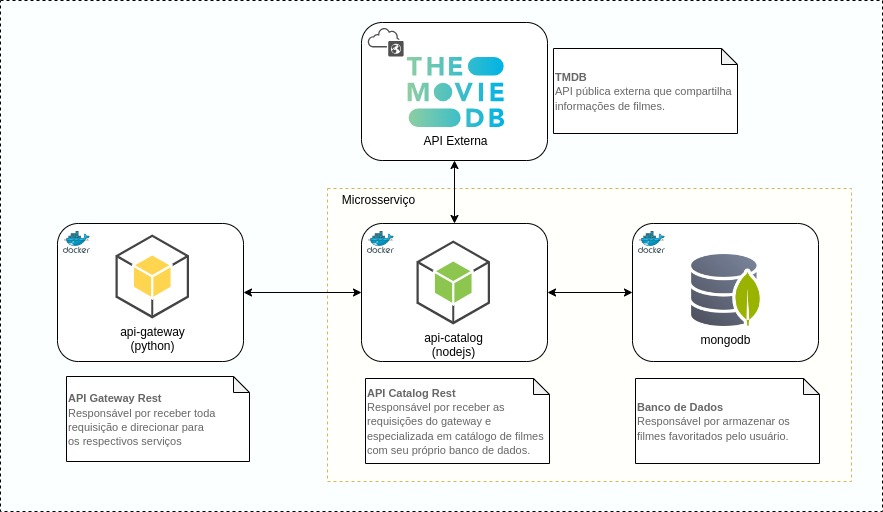 THE
MOVIE
DB
API Externa
TMDB
API pública externa que compartilha
informações de filmes.
Microsserviço
docker
api-gateway
(python)
docker
api-catalog
(nodejs)
docker
mongodb
API Gateway Rest
Responsável por receber toda
requisição e direcionar para
os respectivos serviços
API Catalog Rest
Responsável por receber as
requisições do gateway e
especializada em catálogo de filmes
com seu próprio banco de dados.
Banco de Dados
Responsável por armazenar os
filmes favoritados pelo usuário.